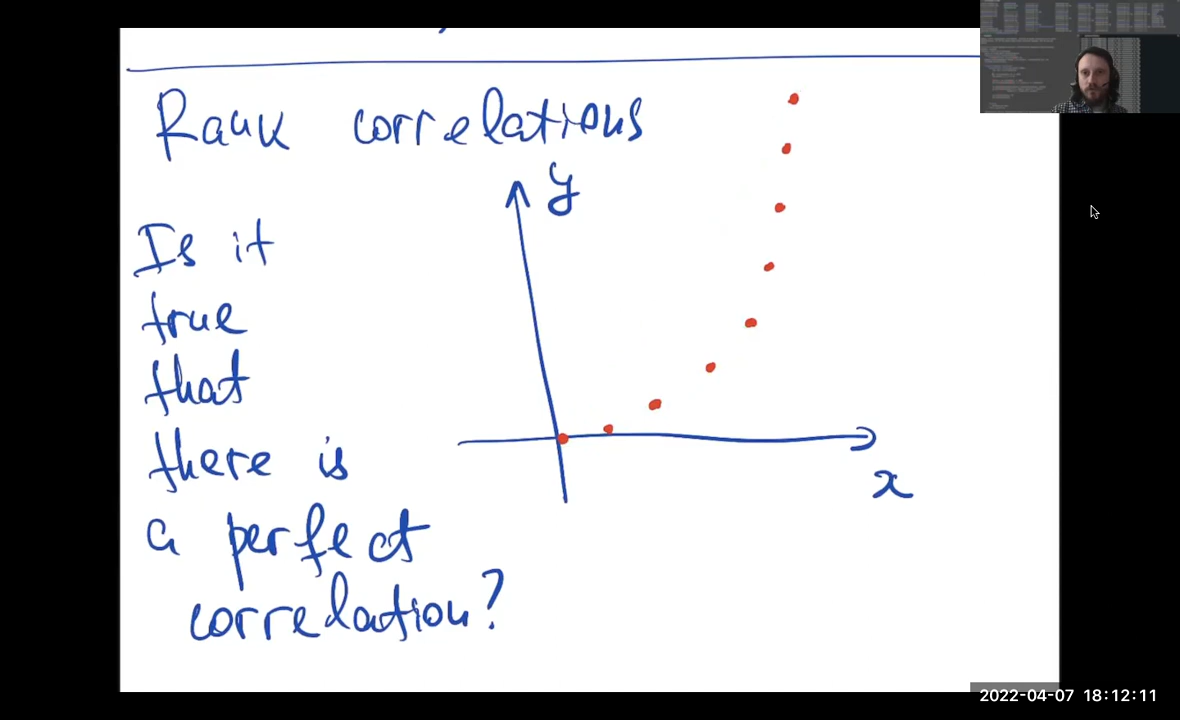 Rank correlations
y
Is it
true
that
there is
a perfect
correlation?
x
2022-04-07 18:12:11